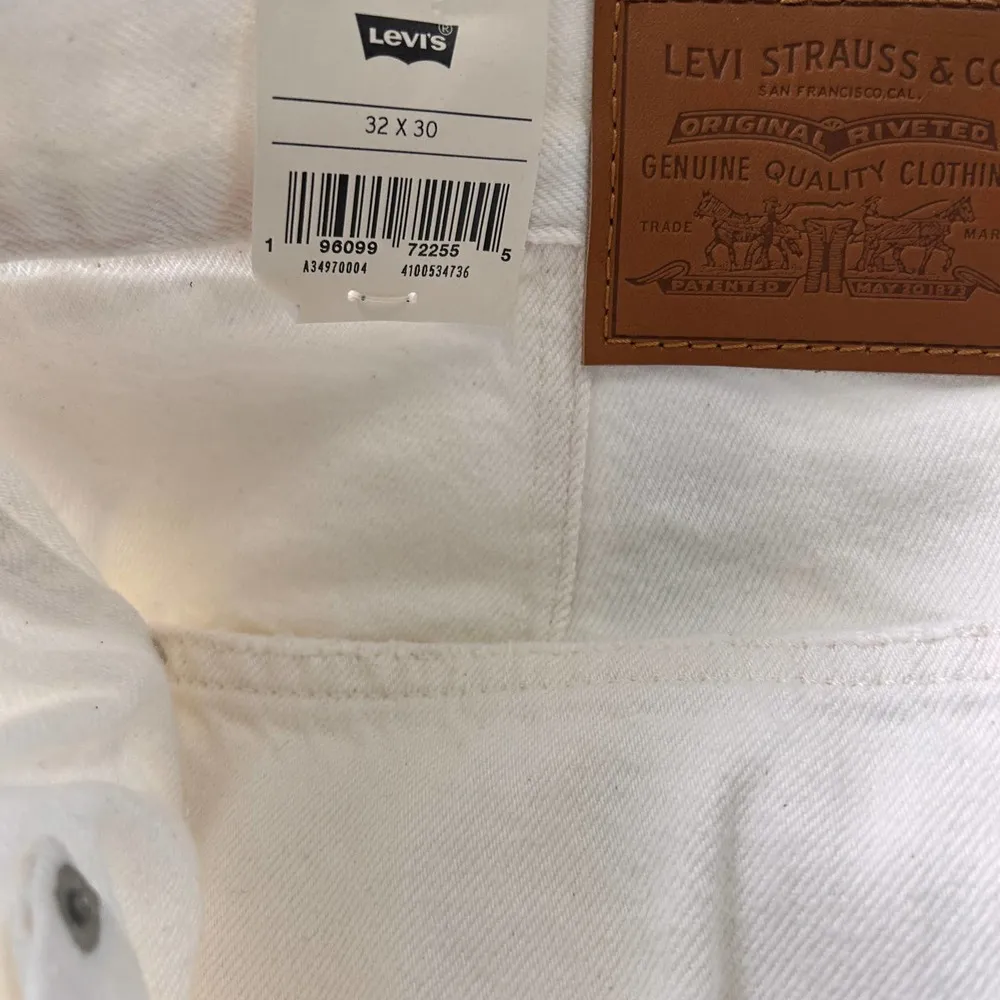 Levi's®
32 X 30
1 96099 72255 5
A34970004 4100534736
LEVI STRAUSS & CO
SAN FRANCISCO, CAL.
ORIGINAL RIVETED
GENUINE QUALITY CLOTHIN
TRADE MAR
PATENTED MAY 20 1873